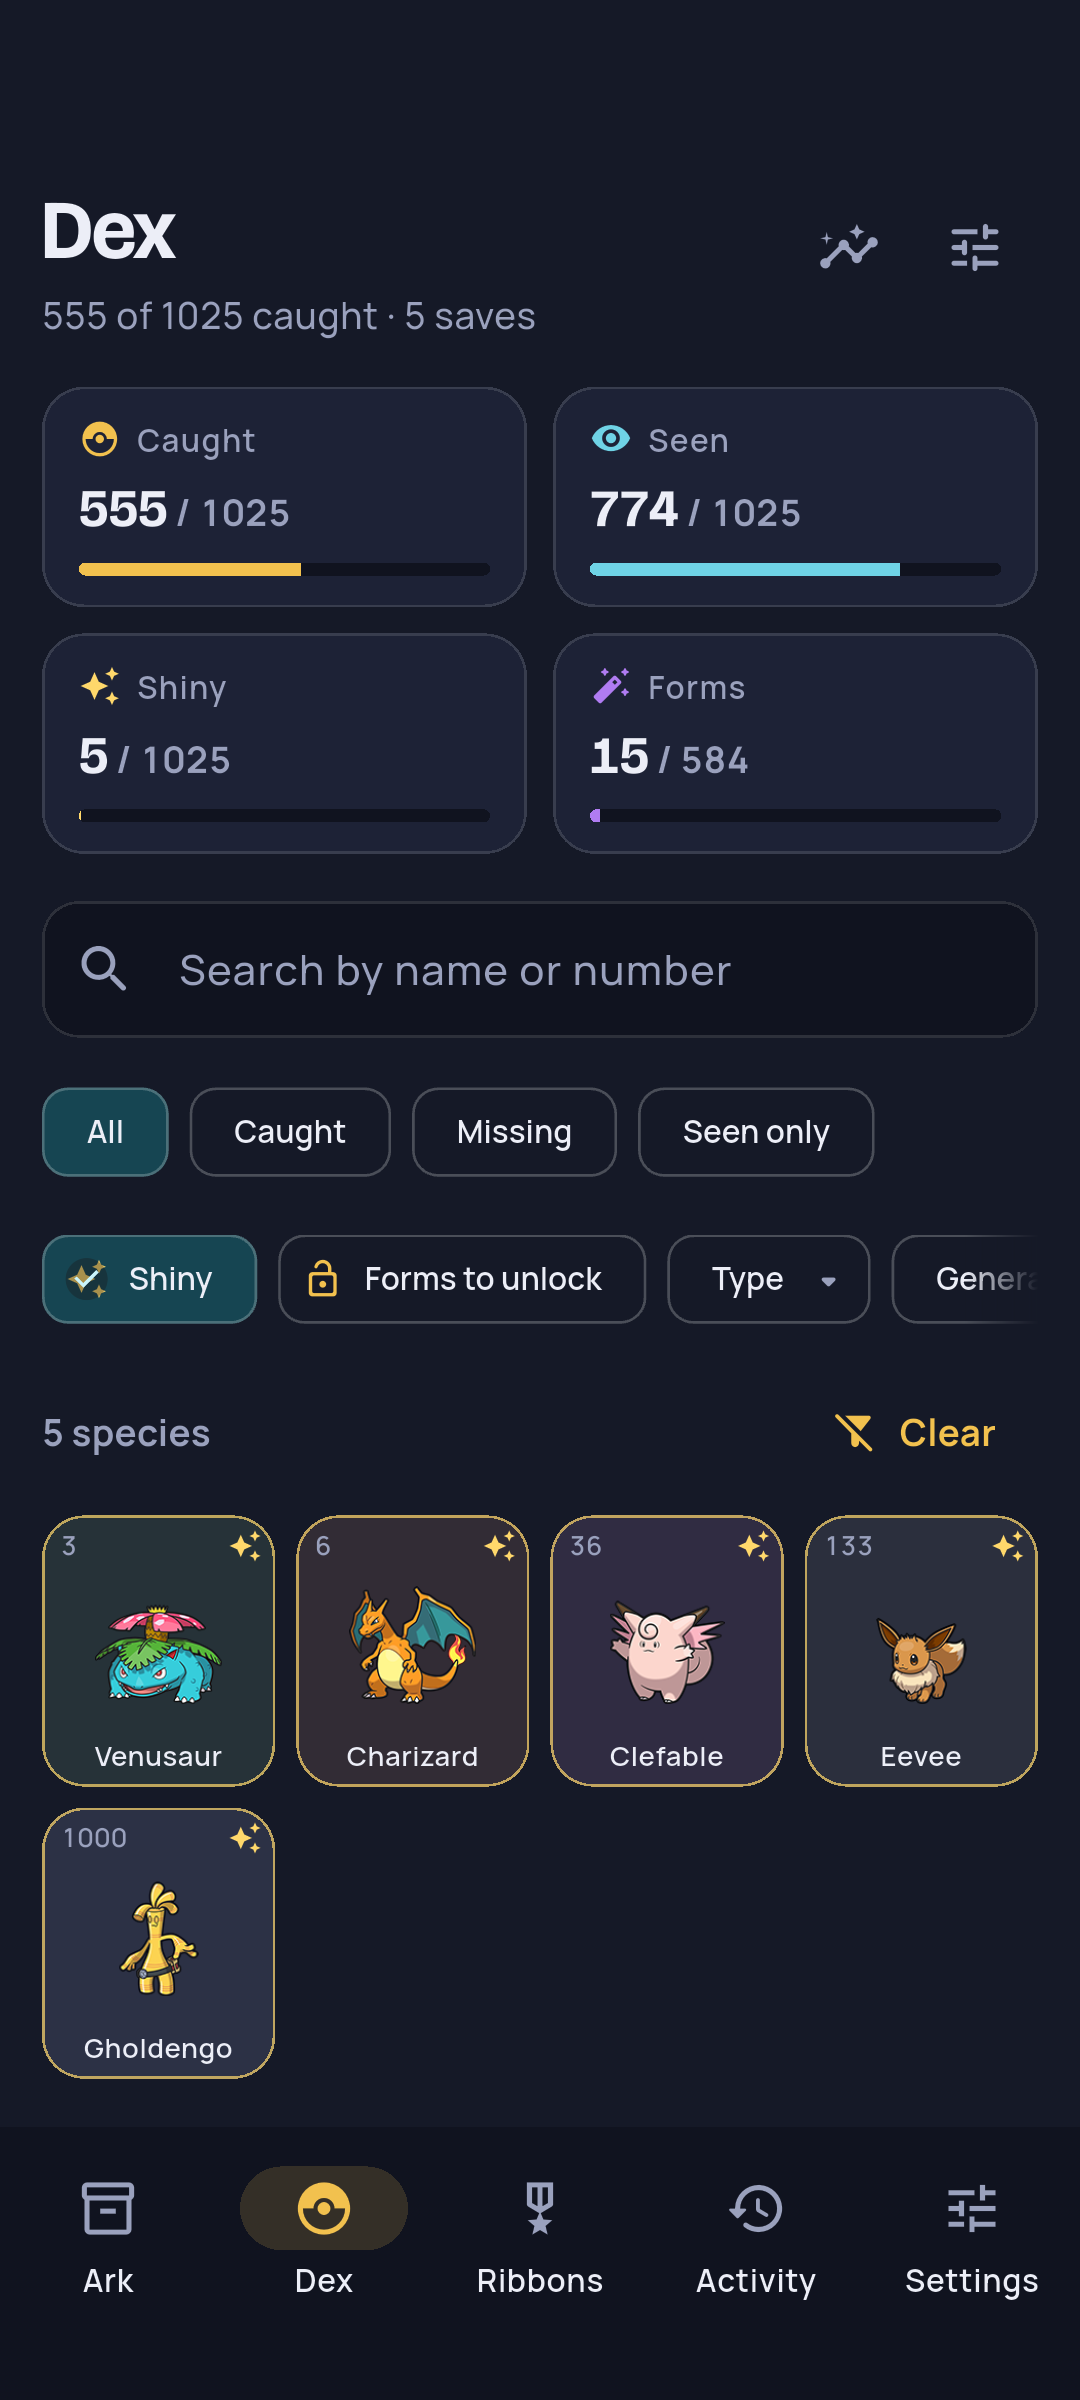 Dex
555 of 1025 caught · 5 saves
Caught
555 / 1025
Seen
774 / 1025
Shiny
5 / 1025
Forms
15 / 584
Search by name or number
All
Caught
Missing
Seen only
Shiny
Forms to unlock
Type
Genera
5 species
Clear
3
Venusaur
6
Charizard
36
Clefable
133
Eevee
1000
Gholdengo
Ark
Dex
Ribbons
Activity
Settings